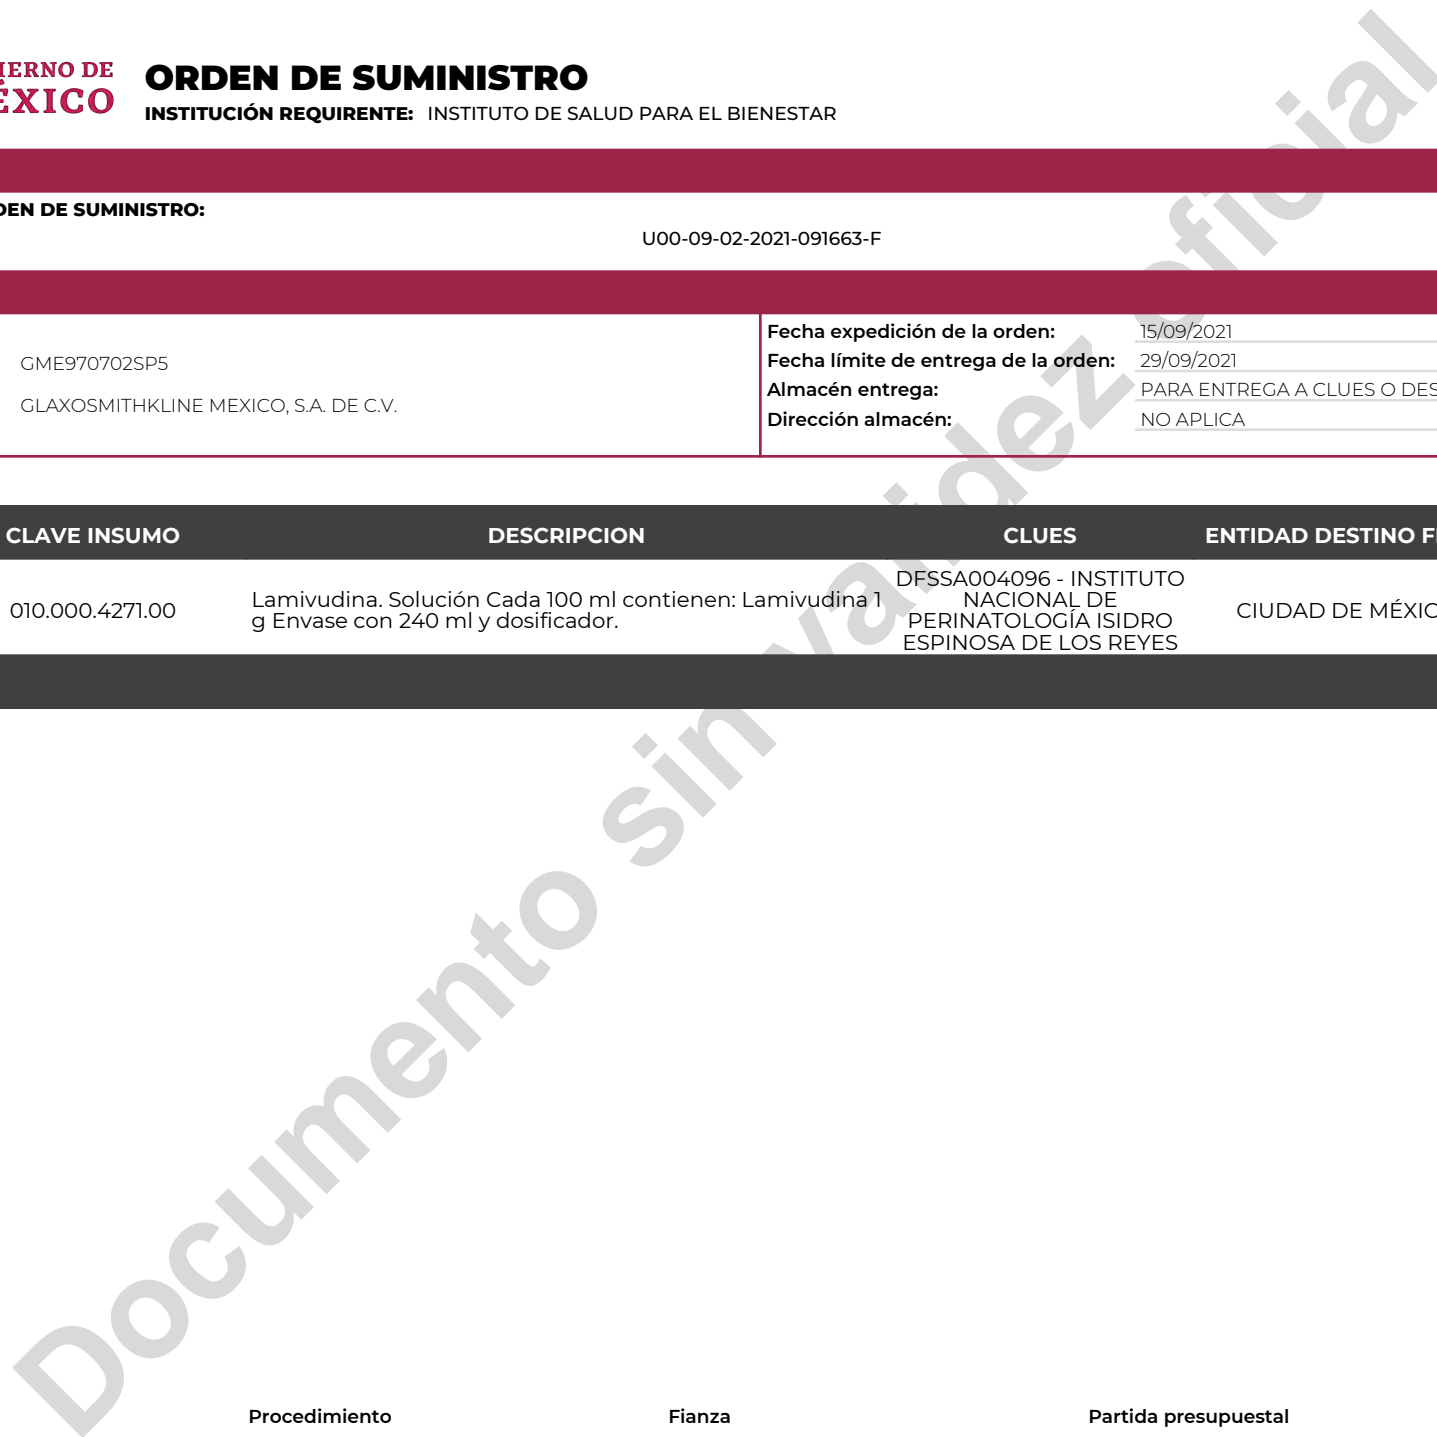 IERNO DE
ÉXICO
ORDEN DE SUMINISTRO
INSTITUCIÓN REQUIRENTE: INSTITUTO DE SALUD PARA EL BIENESTAR
DEN DE SUMINISTRO:
U00-09-02-2021-091663-F
GME970702SP5
GLAXOSMITHKLINE MEXICO, S.A. DE C.V.
Fecha expedición de la orden: 15/09/2021
Fecha límite de entrega de la orden: 29/09/2021
Almacén entrega: PARA ENTREGA A CLUES O DES
Dirección almacén: NO APLICA
CLAVE INSUMO DESCRIPCION CLUES ENTIDAD DESTINO F
010.000.4271.00
Lamivudina. Solución Cada 100 ml contienen: Lamivudina 1
g Envase con 240 ml y dosificador.
DFSSA004096 - INSTITUTO
NACIONAL DE
PERINATOLOGÍA ISIDRO
ESPINOSA DE LOS REYES
CIUDAD DE MÉXIC
Documento sin validez oficial
Procedimiento Fianza Partida presupuestal